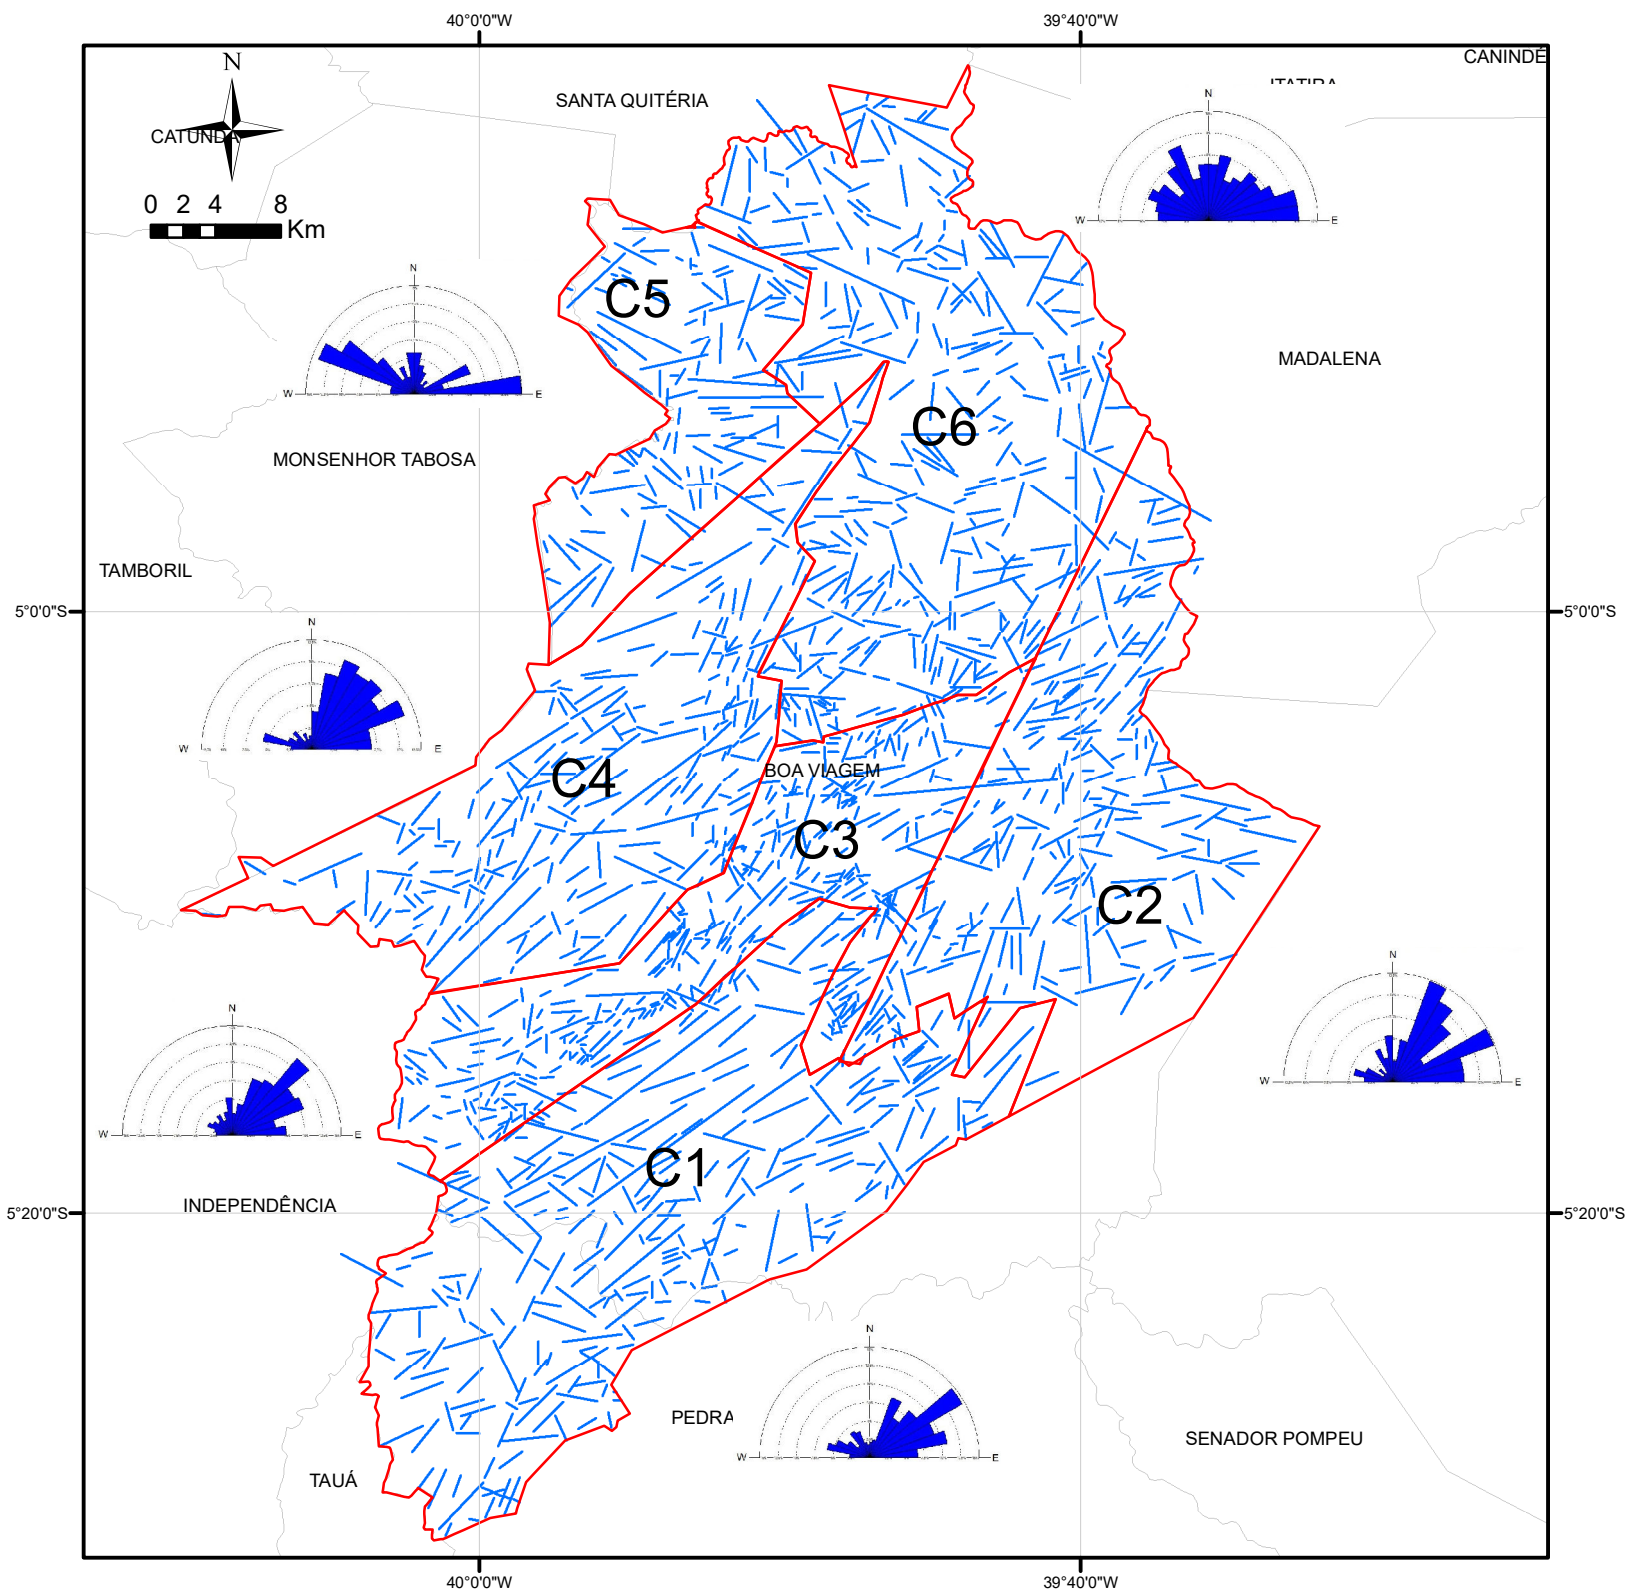 40°0'0"W
39°40'0"W
CANINDÉ
ITATIRA
N
SANTA QUITÉRIA
N
CATUNDA
0 2 4 8
Km
W
E
N
C5
MADALENA
W
E
C6
MONSENHOR TABOSA
TAMBORIL
5°0'0"S
5°0'0"S
N
W
E
BOA VIAGEM
C4
C3
C2
N
N
W
E
W
E
C1
INDEPENDÊNCIA
5°20'0"S
5°20'0"S
N
PEDRA
SENADOR POMPEU
W
E
TAUÁ
40°0'0"W
39°40'0"W